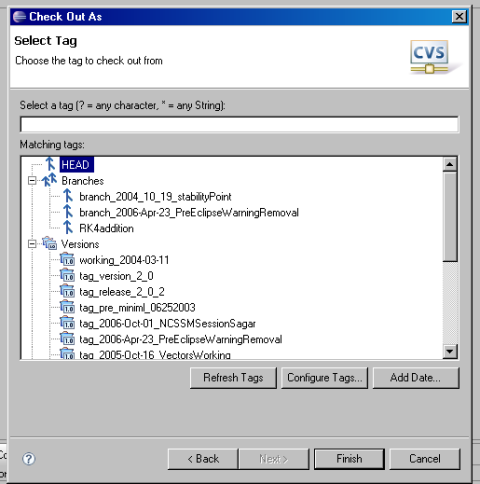 Check Out As
Select Tag
Choose the tag to check out from
CVS
Select a tag (? = any character, * = any String):
Matching tags:
HEAD
Branches
branch_2004_10_19_stabilityPoint
branch_2006-Apr-23_PreEclipseWarningRemoval
RK4addition
Versions
working_2004-03-11
tag_version_2_0
tag_release_2_0_2
tag_pre_miniml_06252003
tag_2006-Oct-01_NCSSMSessionSagar
tag_2006-Apr-23_PreEclipseWarningRemoval
tag_2005-Oct-16_VectorsWorking
Refresh Tags Configure Tags... Add Date...
Co
or
? < Back Next > Finish Cancel